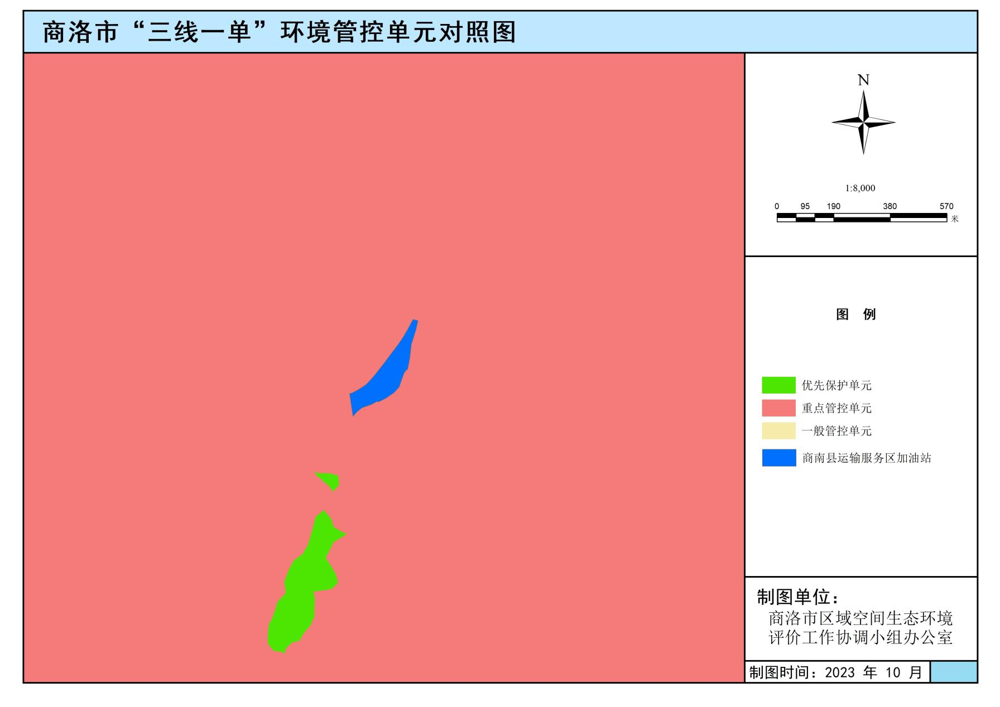 商洛市“三线一单”环境管控单元对照图
N
1:8,000
0 95 190 380 570
米
图 例
优先保护单元
重点管控单元
一般管控单元
商南县运输服务区加油站
制图单位：
商洛市区域空间生态环境
评价工作协调小组办公室
制图时间：2023 年 10 月